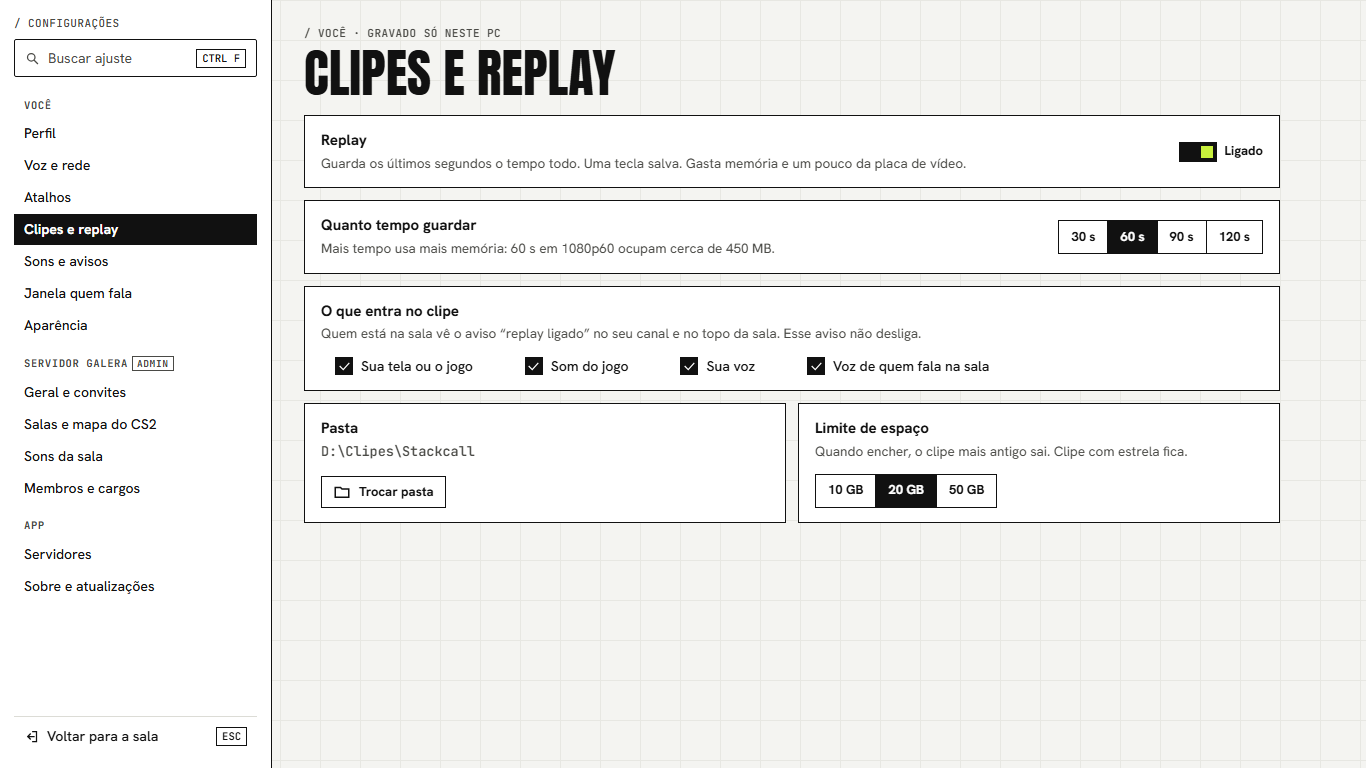 / CONFIGURAÇÕES
Buscar ajuste
CTRL F
VOCÊ
Perfil
Voz e rede
Atalhos
Clipes e replay
Sons e avisos
Janela quem fala
Aparência
SERVIDOR GALERA ADMIN
Geral e convites
Salas e mapa do CS2
Sons da sala
Membros e cargos
APP
Servidores
Sobre e atualizações
Voltar para a sala
ESC
/ VOCÊ · GRAVADO SÓ NESTE PC
CLIPES E REPLAY
Replay
Guarda os últimos segundos o tempo todo. Uma tecla salva. Gasta memória e um pouco da placa de vídeo.
Ligado
Quanto tempo guardar
Mais tempo usa mais memória: 60 s em 1080p60 ocupam cerca de 450 MB.
30 s 60 s 90 s 120 s
O que entra no clipe
Quem está na sala vê o aviso “replay ligado” no seu canal e no topo da sala. Esse aviso não desliga.
Sua tela ou o jogo Som do jogo Sua voz Voz de quem fala na sala
Pasta
D:\Clipes\Stackcall
Trocar pasta
Limite de espaço
Quando encher, o clipe mais antigo sai. Clipe com estrela fica.
10 GB 20 GB 50 GB